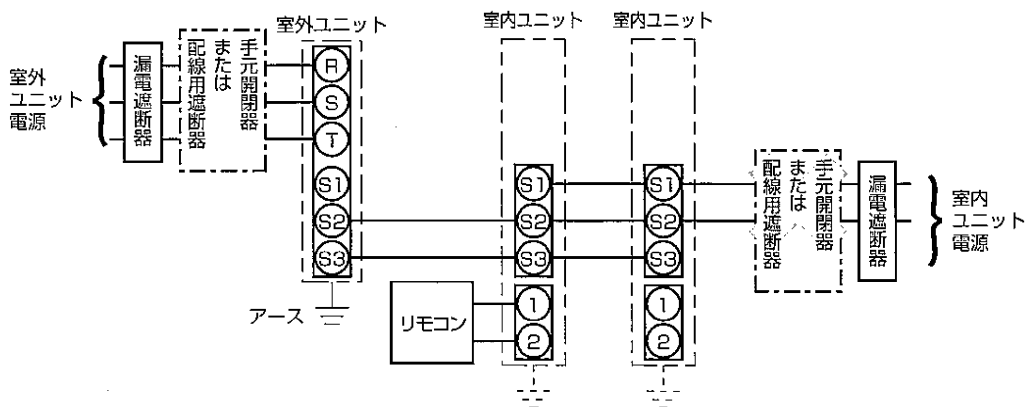 室外ユニット
室内ユニット
室内ユニット
室外
ユニット
電源
漏電遮断器
手元開閉器
または
配線用遮断器
R
S
T
S1
S2
S3
アース
リモコン
S1
S2
S3
1
2
S1
S2
S3
1
2
手元開閉器
または
配線用遮断器
漏電遮断器
室内
ユニット
電源